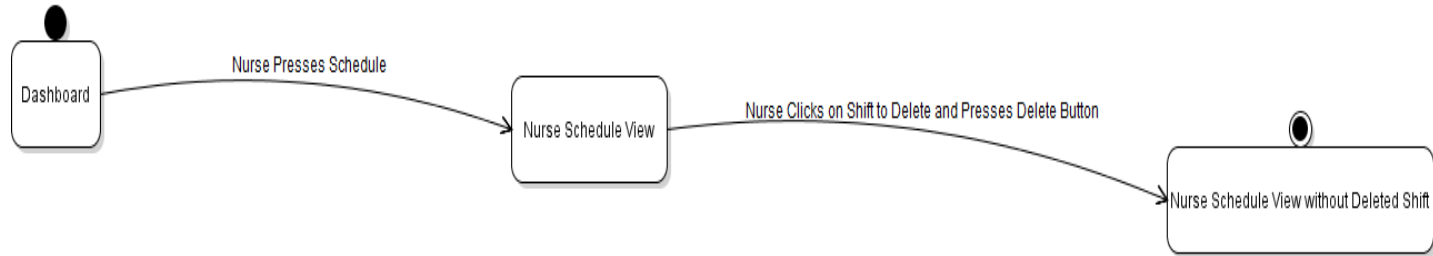 Nurse Presses Schedule
Dashboard
Nurse Clicks on Shift to Delete and Presses Delete Button
Nurse Schedule View
Nurse Schedule View without Deleted Shift